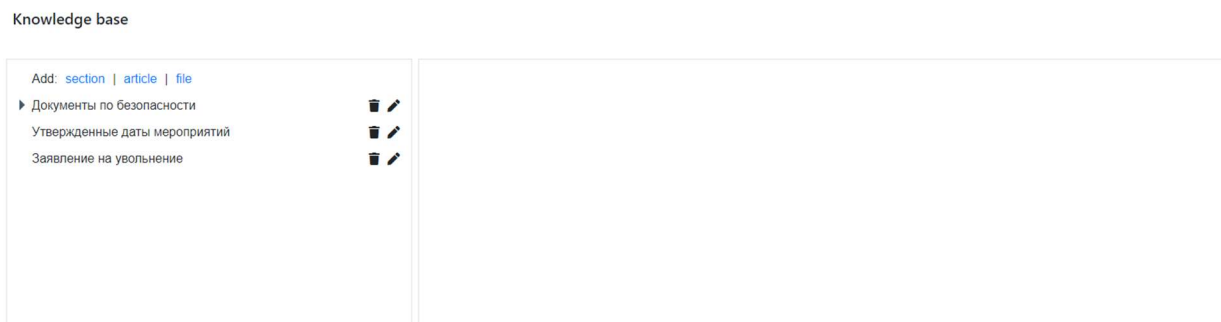 Knowledge base
Add: section | article | file
Документы по безопасности
Утвержденные даты мероприятий
Заявление на увольнение